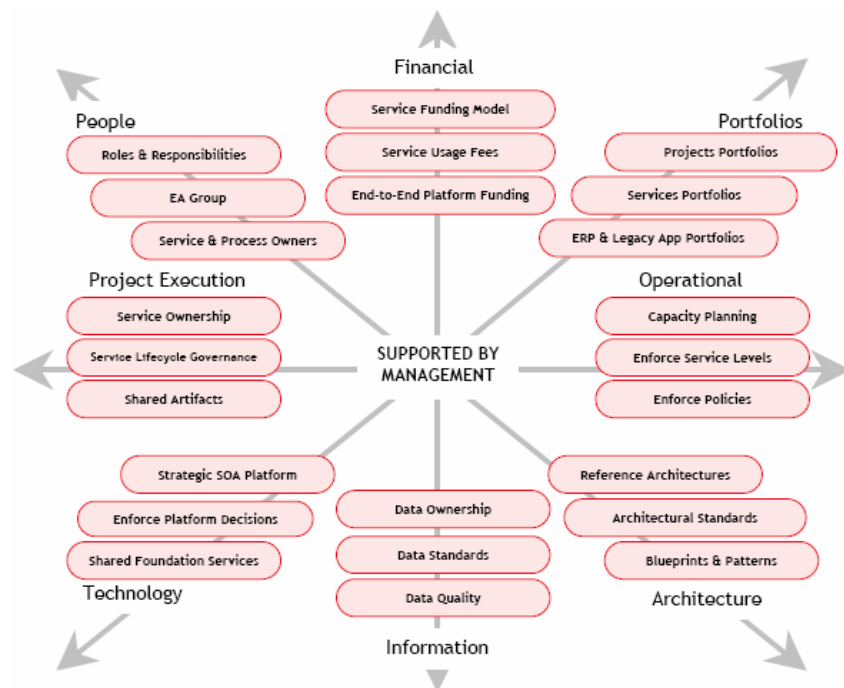 Financial
Service Funding Model
Service Usage Fees
End-to-End Platform Funding
People
Roles & Responsibilities
EA Group
Service & Process Owners
Portfolios
Projects Portfolios
Services Portfolios
ERP & Legacy App Portfolios
Project Execution
Service Ownership
Service Lifecycle Governance
Shared Artifacts
SUPPORTED BY
MANAGEMENT
Operational
Capacity Planning
Enforce Service Levels
Enforce Policies
Strategic SOA Platform
Enforce Platform Decisions
Shared Foundation Services
Technology
Data Ownership
Data Standards
Data Quality
Information
Reference Architectures
Architectural Standards
Blueprints & Patterns
Architecture